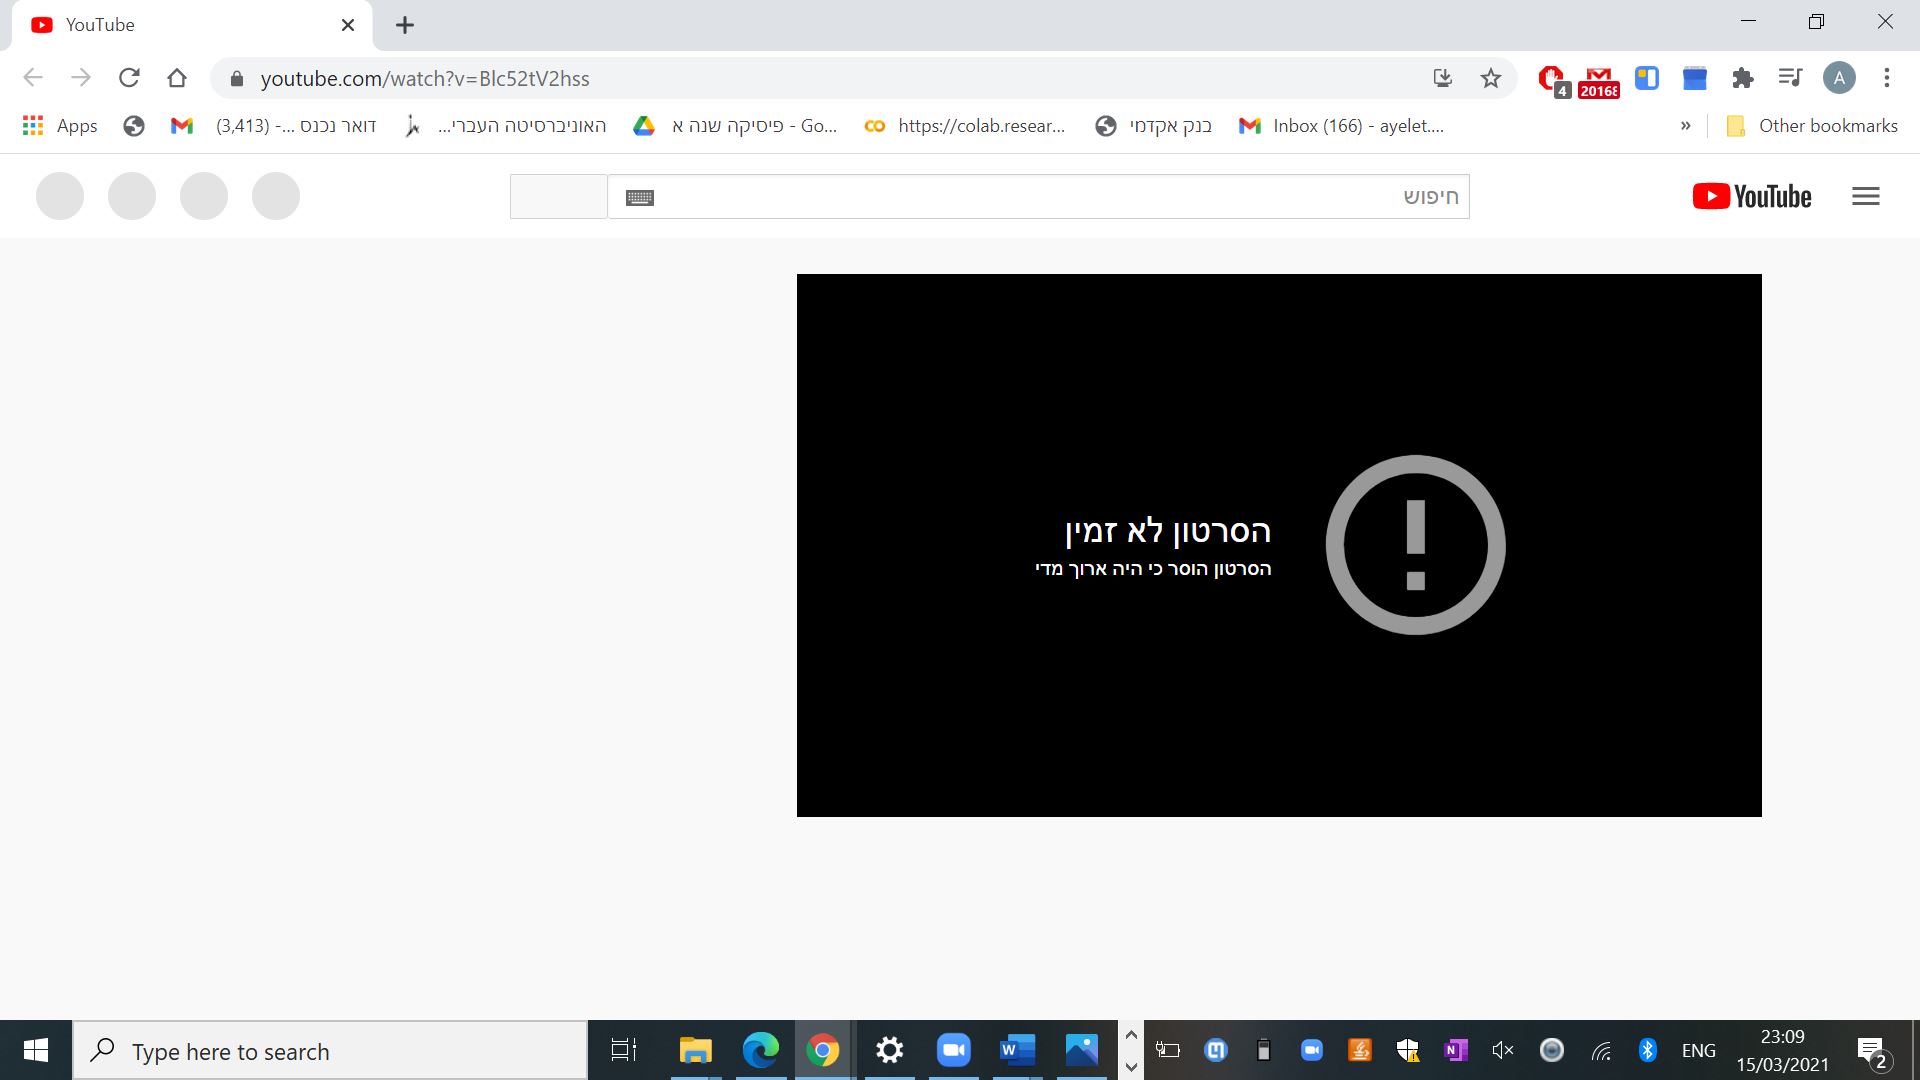 YouTube
youtube.com/watch?v=Blc52tV2hss
4
20168
Apps
דואר נכנס ...- (3,413)
האוניברסיטה העברי...
פיסיקה שנה א - Go...
https://colab.resear...
בנק אקדמי
Inbox (166) - ayelet....
»
Other bookmarks
A
חיפוש
YouTube
הסרטון לא זמין
הסרטון הוסר כי היה ארוך מדי
Type here to search
ENG
23:09
15/03/2021
2